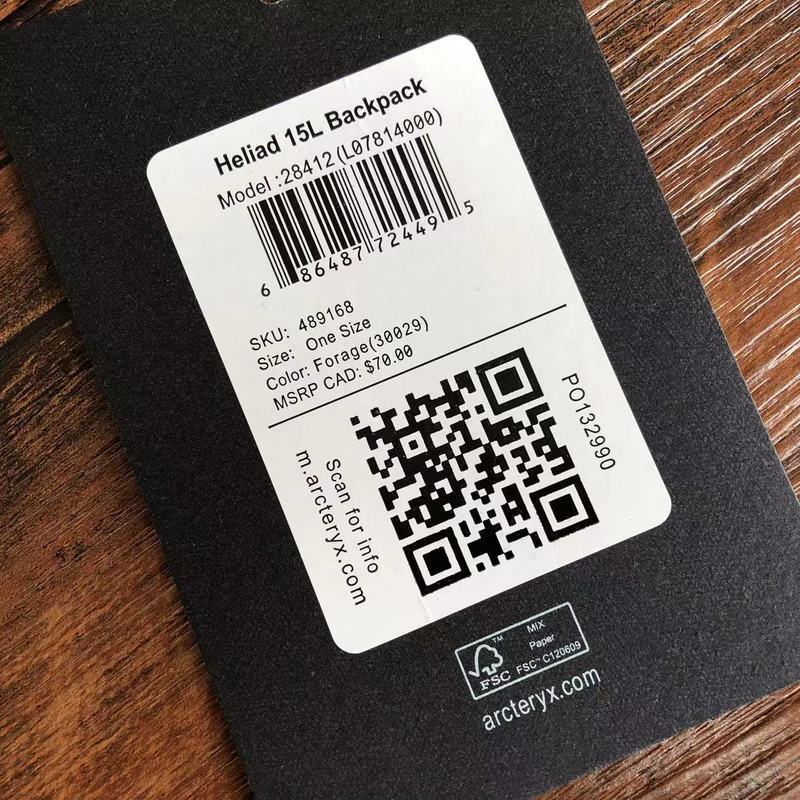 Heliad 15L Backpack
Model :28412(L07814000)
6 86487 72449 5
SKU: 489168
Size: One Size
Color: Forage(30029)
MSRP CAD: $70.00
PO132990
Scan for info
m.arcteryx.com
MIX
Paper
FSC™ C120609
™
FSC
arcteryx.com